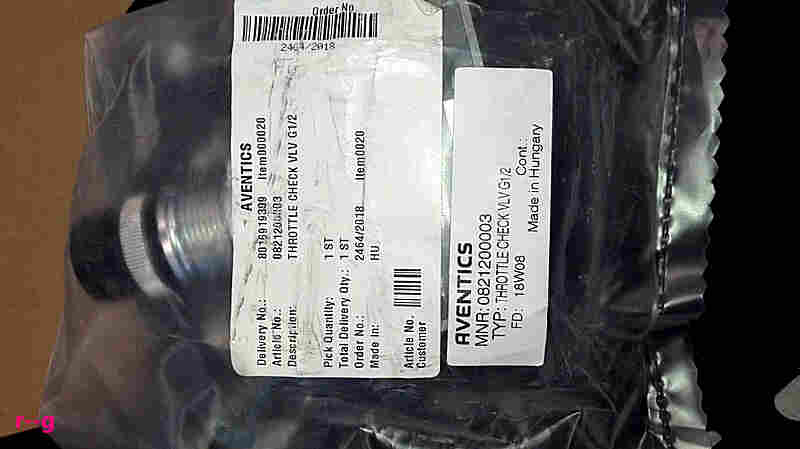 Order No
2464/2018
AVENTICS
Delivery No.: 8016919309 Item000020
Article No.: 0821200003
Description: THROTTLE CHECK VLV G1/2
Pick Quantity: 1 ST
Total Delivery Qty.: 1 ST
Order No.: 2464/2018 Item0020
Made in: HU
Article No.
Customer
AVENTICS
MNR: 0821200003
TYP: THROTTLE CHECK VLV G1/2
FD: 18W08 Cont.:
Made in Hungary
r-g